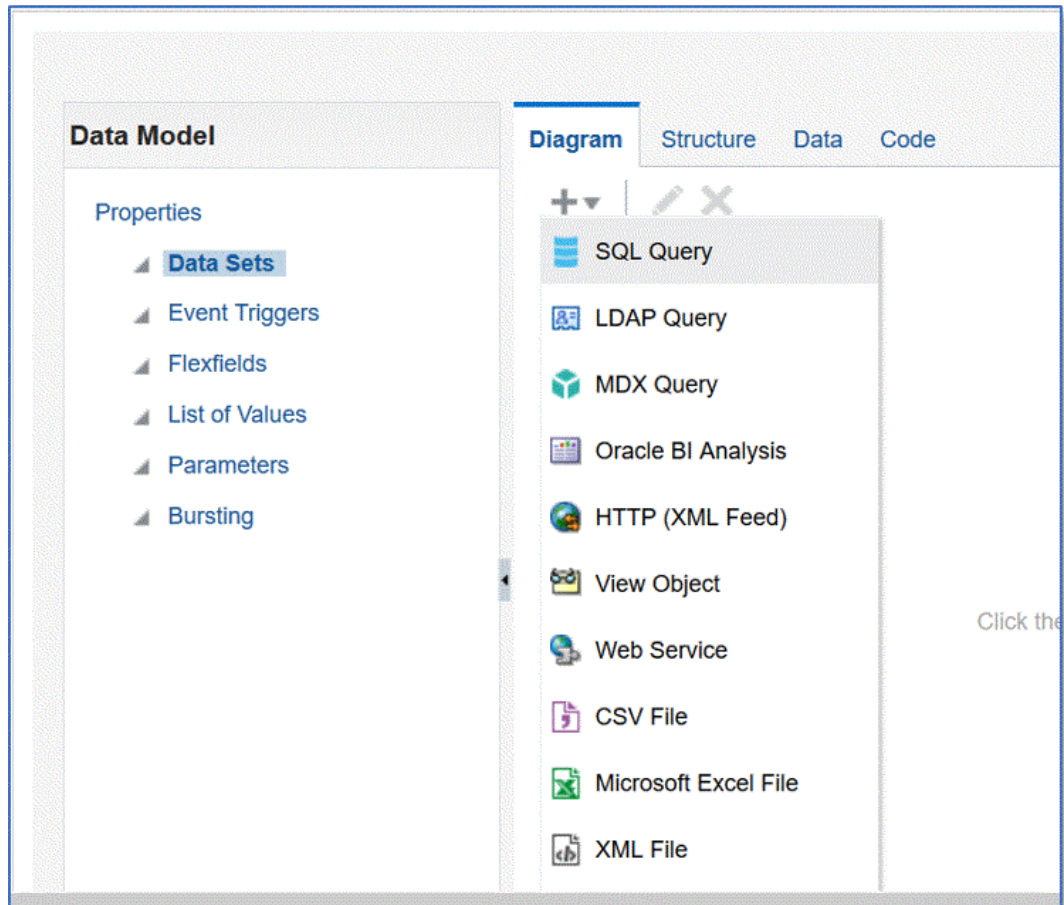 Data Model
Properties
Data Sets
Event Triggers
Flexfields
List of Values
Parameters
Bursting
Diagram Structure Data Code
SQL Query
LDAP Query
MDX Query
Oracle BI Analysis
HTTP (XML Feed)
View Object
Web Service
CSV File
Microsoft Excel File
XML File
Click the